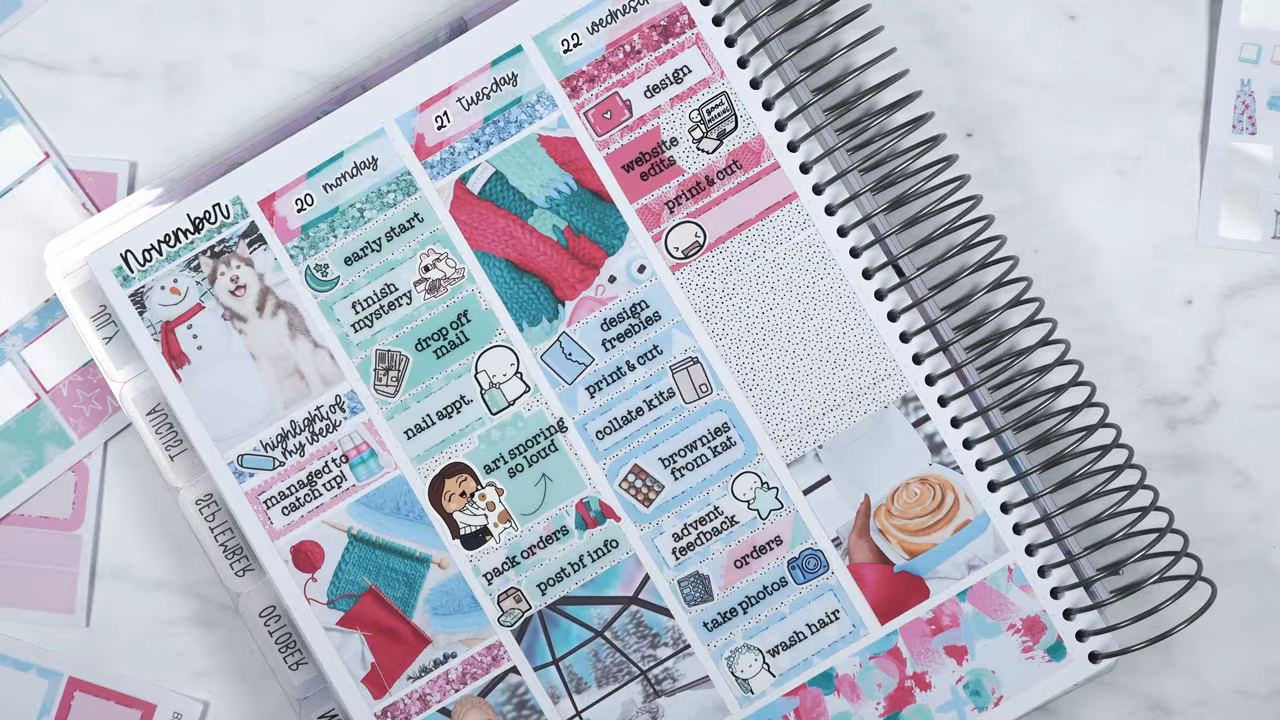 November
highlight of
my week
managed to
catch up!
20 monday
early start
finish
mystery
drop off
mail
nail appt.
ari snoring
so loud
pack orders
post bf info
21 tuesday
design
freebies
print & cut
collate kits
brownies
from kat
advent
feedback
orders
take photos
wash hair
22 wednesday
design
good
morning
website
edits
print & cut
JULY
AUGUST
SEPTEMBER
OCTOBER